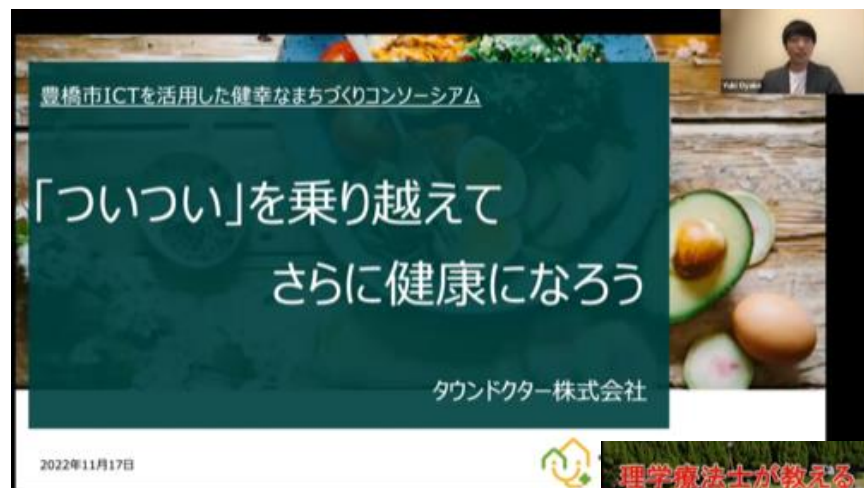 豊橋市ICTを活用した健幸なまちづくりコンソーシアム
「ついつい」を乗り越えて
さらに健康になろう
タウンドクター株式会社
2022年11月17日
理学療法士が教える